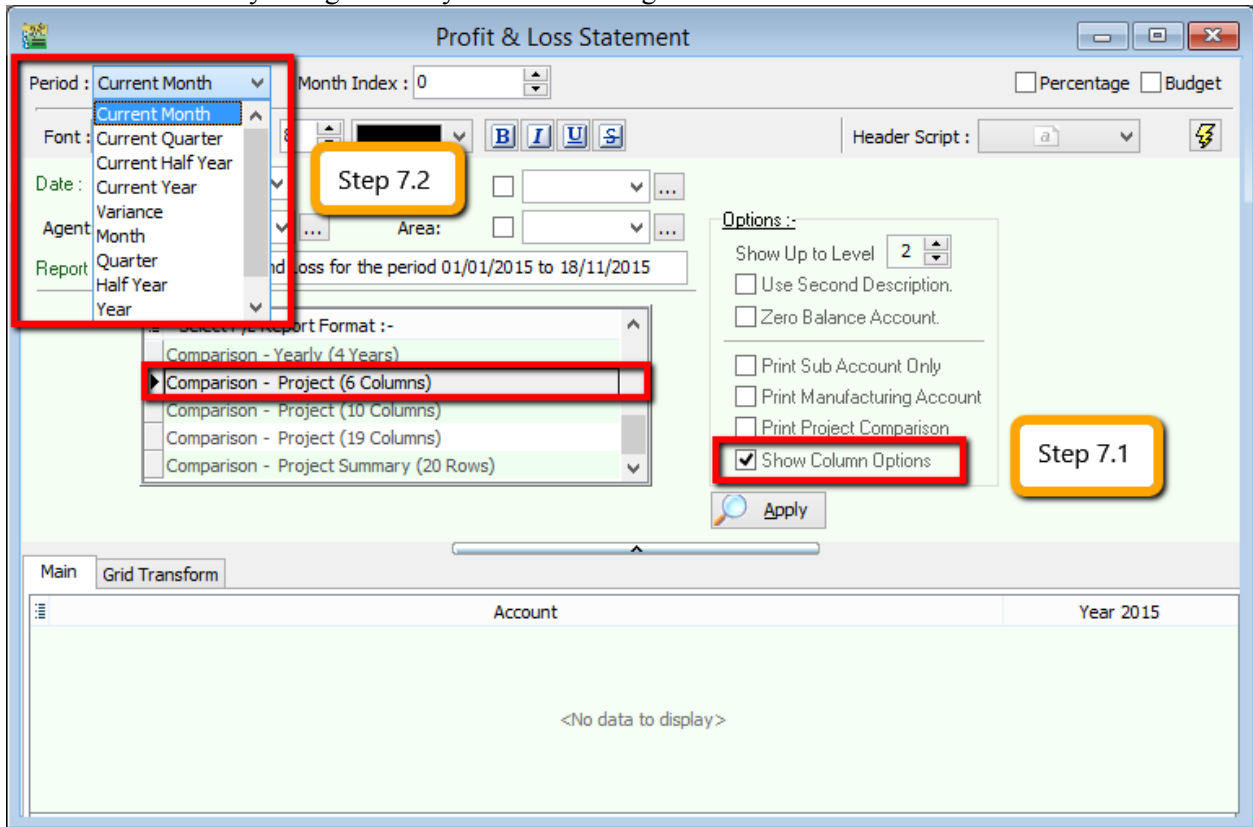 Profit & Loss Statement
Period : Current Month Month Index : 0 Percentage Budget
Current Month
Current Quarter
Current Half Year
Current Year
Variance
Month
Quarter
Half Year
Year
Font : 8 B I U S Header Script : a
Step 7.2
Date : ...
Agent ... Area: ...
Report nd Loss for the period 01/01/2015 to 18/11/2015
Options :-
Show Up to Level 2
Use Second Description.
Zero Balance Account.
Print Sub Account Only
Print Manufacturing Account
Print Project Comparison
Show Column Options
Step 7.1
Report Format :-
Comparison - Yearly (4 Years)
Comparison - Project (6 Columns)
Comparison - Project (10 Columns)
Comparison - Project (19 Columns)
Comparison - Project Summary (20 Rows)
Apply
Main Grid Transform
Account Year 2015
<No data to display>